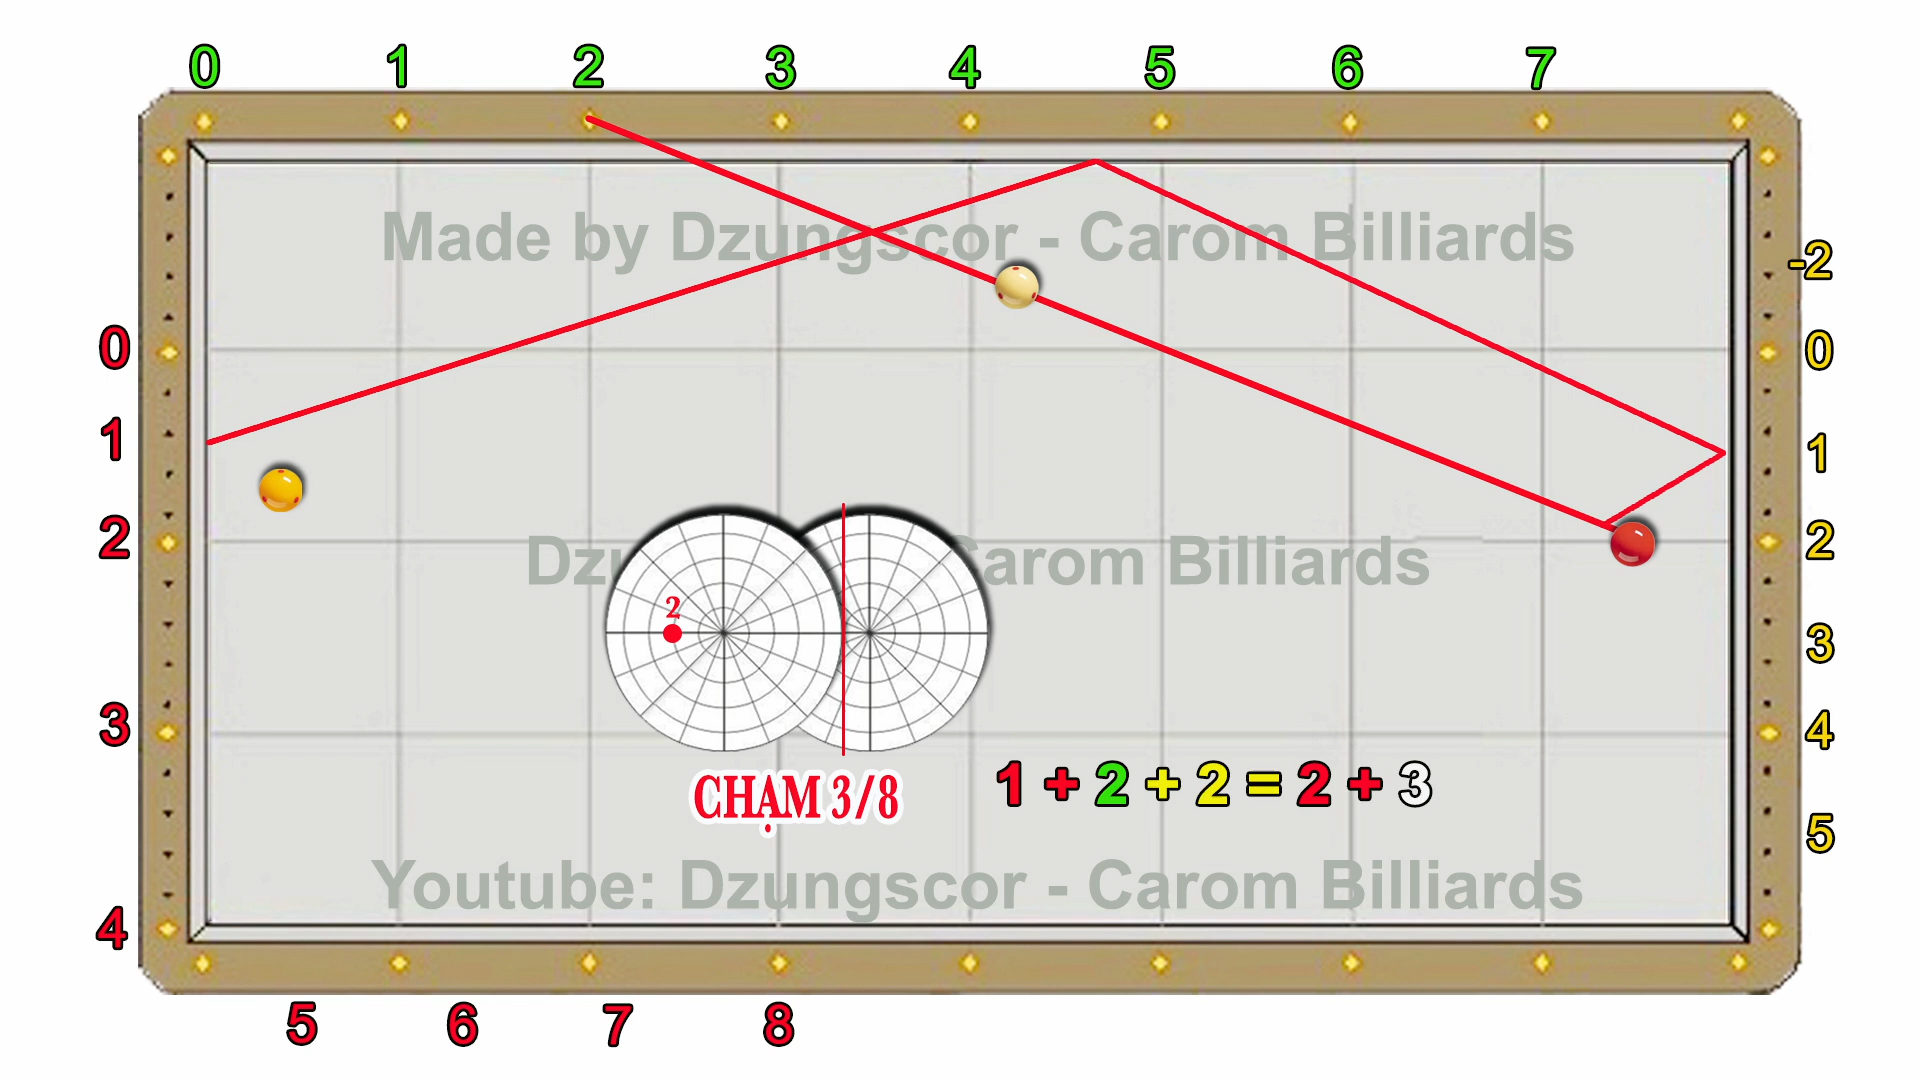 0 1 2 3 4 5 6 7
Made by Dzungscor - Carom Billiards
-2
0 0
1 1
2 2
Dzu Carom Billiards
2
3
3 4
CHẠM 3/8
1 + 2 + 2 = 2 + 3
5
Youtube: Dzungscor - Carom Billiards
4
5 6 7 8